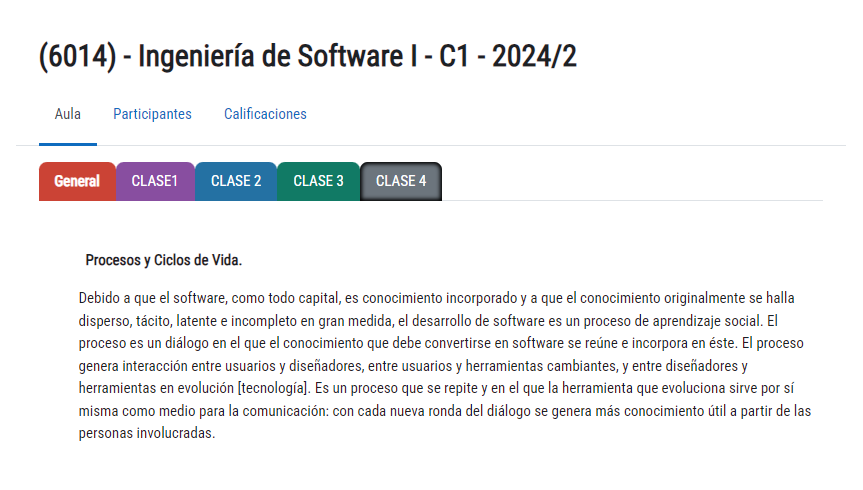 (6014) - Ingeniería de Software I - C1 - 2024/2
Aula Participantes Calificaciones
General CLASE1 CLASE 2 CLASE 3 CLASE 4
Procesos y Ciclos de Vida.
Debido a que el software, como todo capital, es conocimiento incorporado y a que el conocimiento originalmente se halla
disperso, tácito, latente e incompleto en gran medida, el desarrollo de software es un proceso de aprendizaje social. El
proceso es un diálogo en el que el conocimiento que debe convertirse en software se reúne e incorpora en éste. El proceso
genera interacción entre usuarios y diseñadores, entre usuarios y herramientas cambiantes, y entre diseñadores y
herramientas en evolución [tecnología]. Es un proceso que se repite y en el que la herramienta que evoluciona sirve por sí
misma como medio para la comunicación: con cada nueva ronda del diálogo se genera más conocimiento útil a partir de las
personas involucradas.